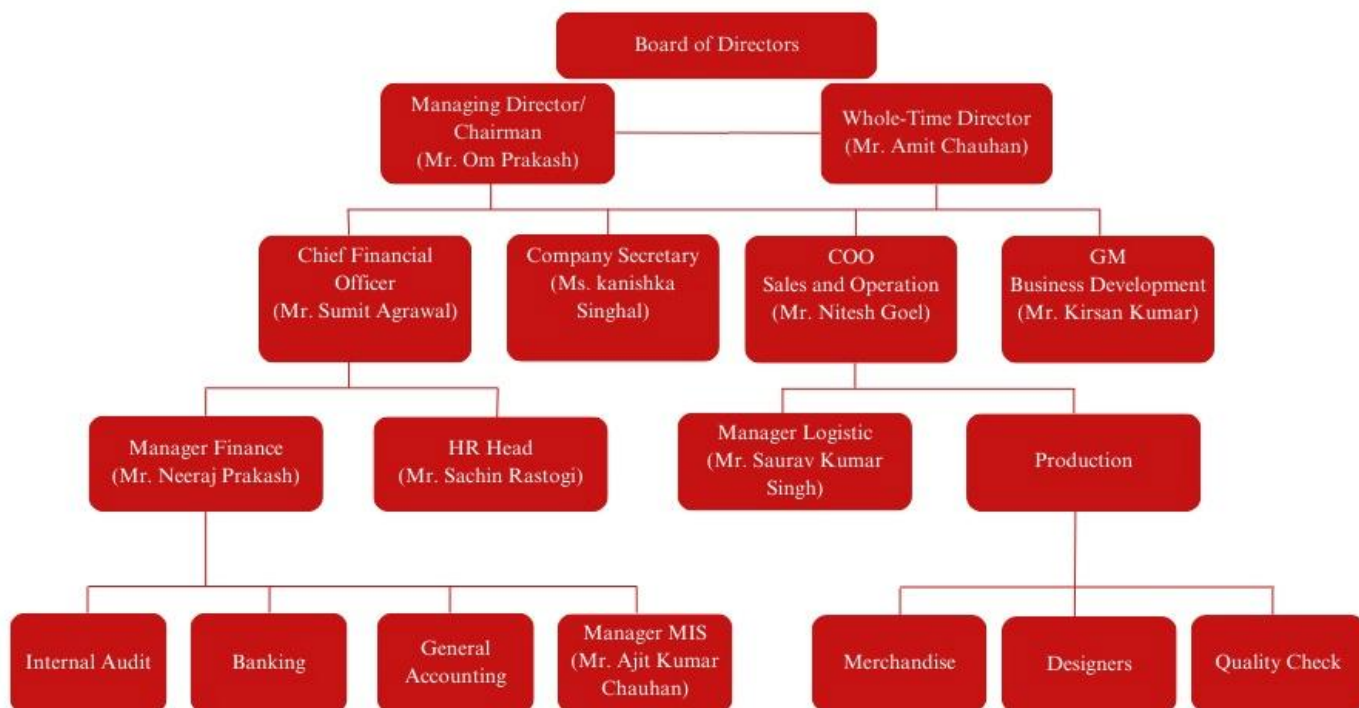 Board of Directors
Managing Director/
Chairman
(Mr. Om Prakash)
Whole-Time Director
(Mr. Amit Chauhan)
Chief Financial
Officer
(Mr. Sumit Agrawal)
Company Secretary
(Ms. kanishka
Singhal)
COO
Sales and Operation
(Mr. Nitesh Goel)
GM
Business Development
(Mr. Kirsan Kumar)
Manager Finance
(Mr. Neeraj Prakash)
HR Head
(Mr. Sachin Rastogi)
Manager Logistic
(Mr. Saurav Kumar
Singh)
Production
Internal Audit
Banking
General
Accounting
Manager MIS
(Mr. Ajit Kumar
Chauhan)
Merchandise
Designers
Quality Check